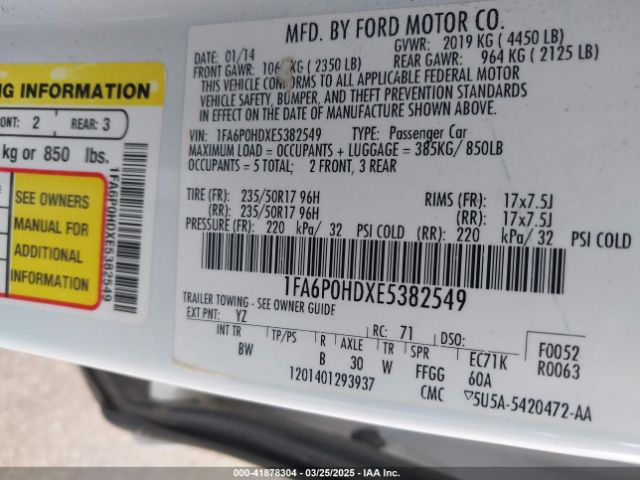 NG INFORMATION
ONT: 2 REAR: 3
kg or 850 lbs.
SEE OWNERS
MANUAL FOR
ADDITIONAL
INFORMATION
1FA6P0HDXE5382549
MFD. BY FORD MOTOR CO.
DATE: 01/14 GVWR: 2019 KG ( 4450 LB)
FRONT GAWR: 106 KG ( 2350 LB) REAR GAWR: 964 KG ( 2125 LB)
THIS VEHICLE CONFORMS TO ALL APPLICABLE FEDERAL MOTOR
VEHICLE SAFETY, BUMPER, AND THEFT PREVENTION STANDARDS
IN EFFECT ON THE DATE OF MANUFACTURE SHOWN ABOVE.
VIN: 1FA6P0HDXE5382549 TYPE: Passenger Car
MAXIMUM LOAD = OCCUPANTS + LUGGAGE = 385KG/ 850LB
OCCUPANTS = 5 TOTAL; 2 FRONT, 3 REAR
TIRE (FR): 235/50R17 96H RIMS (FR): 17x7.5J
(RR): 235/50R17 96H (RR): 17x7.5J
PRESSURE (FR): 220 kPa/ 32 PSI COLD (RR): 220 kPa/ 32 PSI COLD
1FA6P0HDXE5382549
TRAILER TOWING - SEE OWNER GUIDE
EXT PNT: YZ RC: 71 DSO: F0052
INT TR TP/PS R AXLE TR SPR EC71K R0063
BW B 30 W FFGG 60A
1201401293937 CMC ▽5U5A-5420472-AA
000-41878304 | 03/25/2025 | IAANI